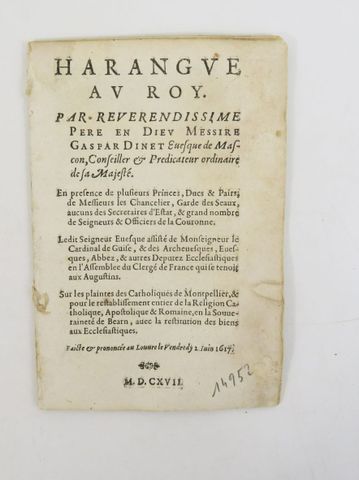 HARANGVE
AV ROY.
PAR REVERENDISSIME
PERE EN DIEV MESSIRE
GASPAR DINET Euesque de Mas-
con, Conseiller & Predicateur ordinaire
de sa Majesté.
En presence de plusieurs Princes, Ducs & Pairs,
de Messieurs les Chancelier, Garde des Seaux,
aucuns des Secretaires d'Estat, & grand nombre
de Seigneurs & Officiers de la Couronne.
Ledit Seigneur Euesque assisté de Monseigneur le
Cardinal de Guise, & des Archeuesques, Eues-
ques, Abbez, & autres Deputez Ecclesiastiques
en l'Assemblée du Clergé de France qui se tenoit
aux Augustins.
Sur les plaintes des Catholiques de Montpellier, &
pour le restablissement entier de la Religion Ca-
tholique, Apostolique & Romaine, en la Souue-
raineté de Bearn, auec la restitution des biens
aux Ecclesiastiques.
Faicte & prononcée au Louure le Vendredy 2. Iuin 1617.
M. D. CXVII.
14952